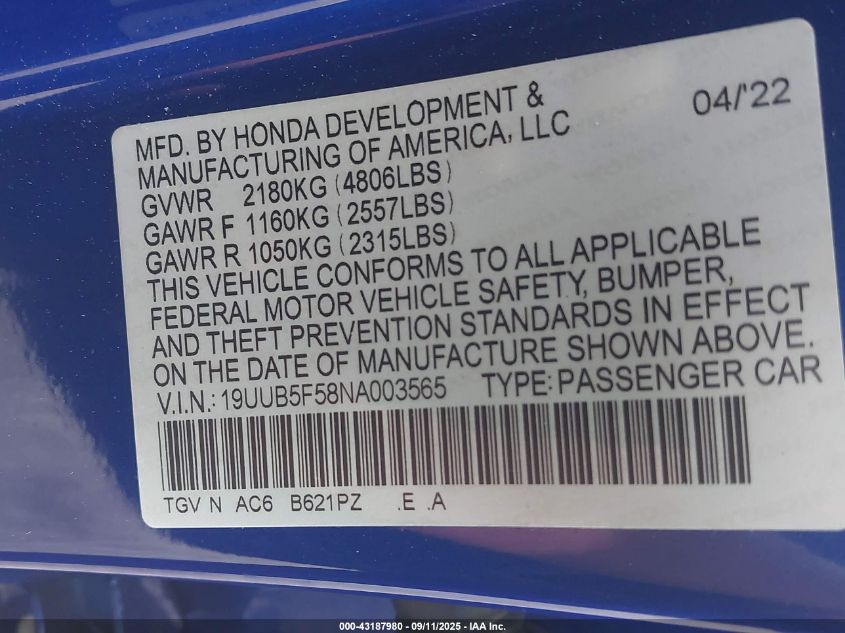 04/'22
MFD. BY HONDA DEVELOPMENT &
MANUFACTURING OF AMERICA, LLC
GVWR 2180KG (4806LBS)
GAWR F 1160KG (2557LBS)
GAWR R 1050KG (2315LBS)
THIS VEHICLE CONFORMS TO ALL APPLICABLE
FEDERAL MOTOR VEHICLE SAFETY, BUMPER,
AND THEFT PREVENTION STANDARDS IN EFFECT
ON THE DATE OF MANUFACTURE SHOWN ABOVE.
V.I.N.: 19UUB5F58NA003565 TYPE: PASSENGER CAR
TGV N AC6 B621PZ .E .A
000-43187980 - 09/11/2025 - IAA Inc.